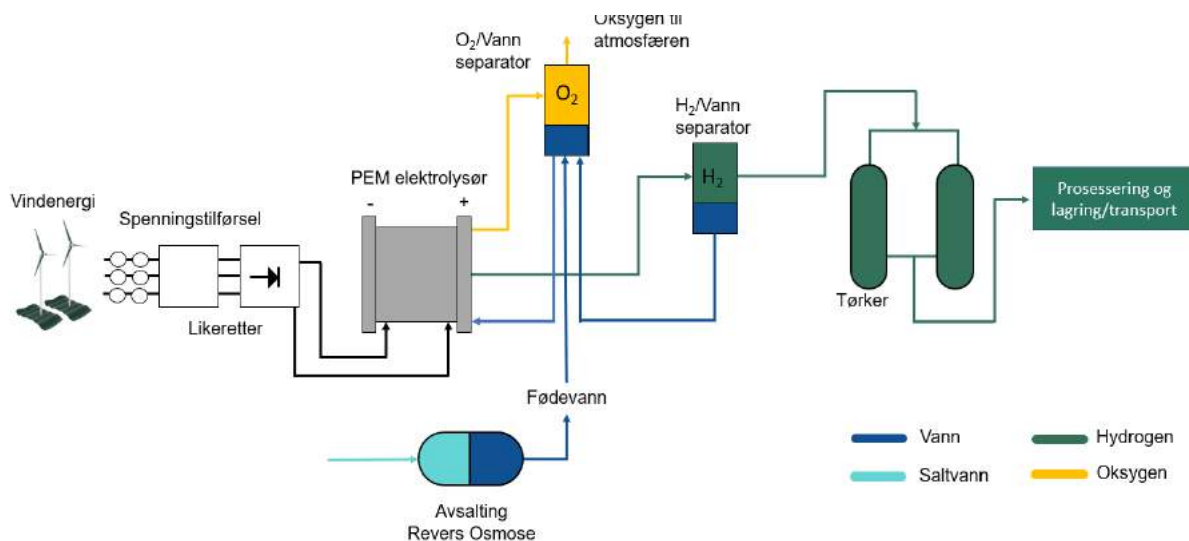 Oksygen til
atmosfæren
O₂/Vann
separator
O₂
H₂/Vann
separator
H₂
PEM elektrolysør
- +
Vindenergi
Spenningstilførsel
Likeretter
Tørker
Prosessering og
lagring/transport
Fødevann
Avsalting
Revers Osmose
Vann
Hydrogen
Saltvann
Oksygen